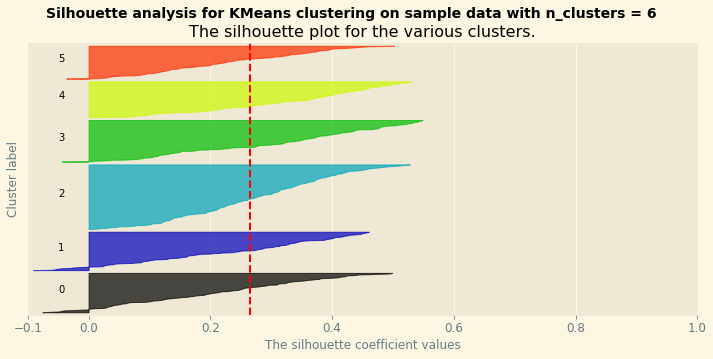 Silhouette analysis for KMeans clustering on sample data with n_clusters = 6
The silhouette plot for the various clusters.
Cluster label
5
4
3
2
1
0
−0.1 0.0 0.2 0.4 0.6 0.8 1.0
The silhouette coefficient values